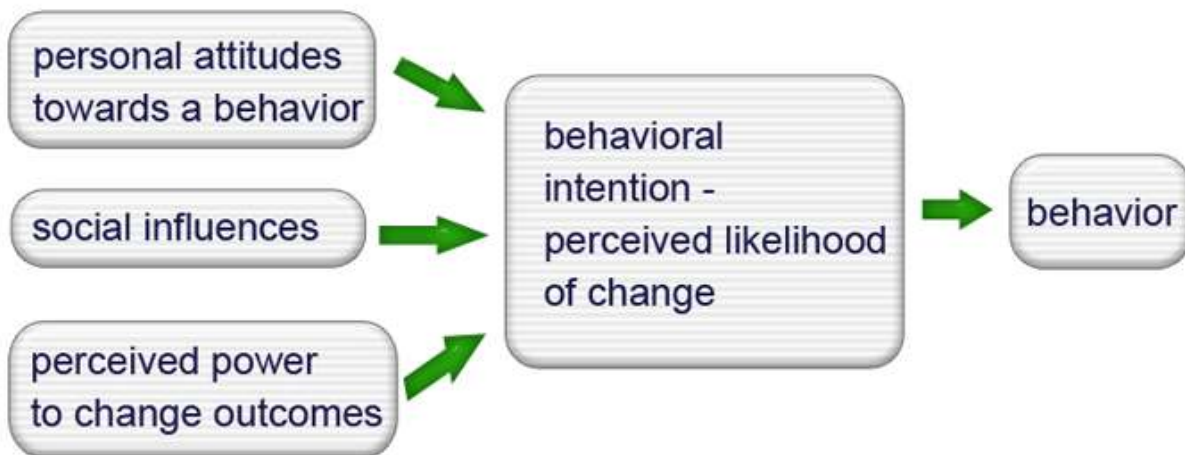 personal attitudes
towards a behavior
social influences
perceived power
to change outcomes
behavioral
intention -
perceived likelihood
of change
behavior